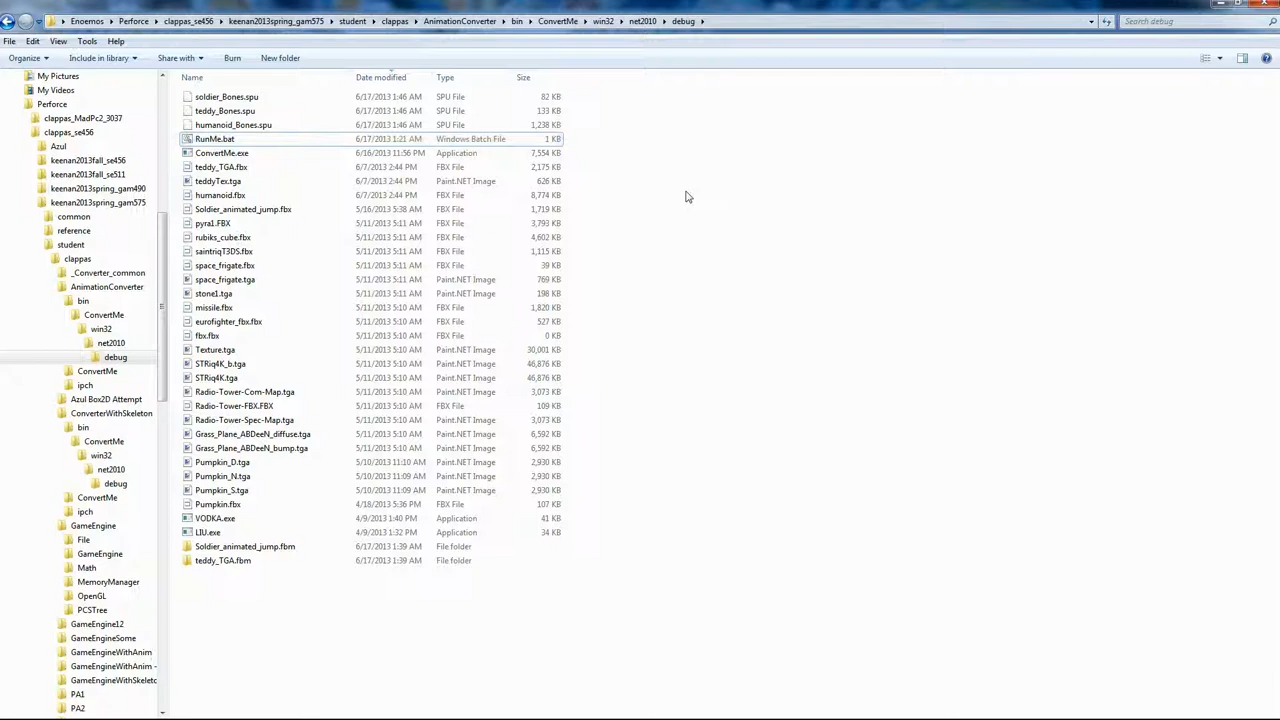 Enoemos ▸ Perforce ▸ clappas_se456 ▸ keenan2013spring_gam575 ▸ student ▸ clappas ▸ AnimationConverter ▸ bin ▸ ConvertMe ▸ win32 ▸ net2010 ▸ debug ▸ Search debug
File Edit View Tools Help
Organize Include in library Share with Burn New folder
Name Date modified Type Size
My Pictures
My Videos
Perforce
clappas_MadPc2_3037
clappas_se456
Azul
keenan2013fall_se456
keenan2013fall_se511
keenan2013spring_gam490
keenan2013spring_gam575
common
reference
student
clappas
_Converter_common
AnimationConverter
bin
ConvertMe
win32
net2010
debug
ConvertMe
ipch
Azul Box2D Attempt
ConverterWithSkeleton
bin
ConvertMe
win32
net2010
debug
ConvertMe
ipch
GameEngine
File
GameEngine
Math
MemoryManager
OpenGL
PCSTree
GameEngine12
GameEngineSome
GameEngineWithAnim
GameEngineWithAnim -
GameEngineWithSkeletc
PA1
PA2
soldier_Bones.spu 6/17/2013 1:46 AM SPU File 82 KB
teddy_Bones.spu 6/17/2013 1:46 AM SPU File 133 KB
humanoid_Bones.spu 6/17/2013 1:46 AM SPU File 1,238 KB
RunMe.bat 6/17/2013 1:21 AM Windows Batch File 1 KB
ConvertMe.exe 6/16/2013 11:56 PM Application 7,554 KB
teddy_TGA.fbx 6/7/2013 2:44 PM FBX File 2,175 KB
teddyTex.tga 6/7/2013 2:44 PM Paint.NET Image 626 KB
humanoid.fbx 6/7/2013 2:44 PM FBX File 8,774 KB
Soldier_animated_jump.fbx 5/16/2013 5:38 AM FBX File 1,719 KB
pyra1.FBX 5/11/2013 5:11 AM FBX File 3,793 KB
rubiks_cube.fbx 5/11/2013 5:11 AM FBX File 4,602 KB
saintriqT3DS.fbx 5/11/2013 5:11 AM FBX File 1,115 KB
space_frigate.fbx 5/11/2013 5:11 AM FBX File 39 KB
space_frigate.tga 5/11/2013 5:11 AM Paint.NET Image 769 KB
stone1.tga 5/11/2013 5:11 AM Paint.NET Image 198 KB
missile.fbx 5/11/2013 5:10 AM FBX File 1,820 KB
eurofighter_fbx.fbx 5/11/2013 5:10 AM FBX File 527 KB
fbx.fbx 5/11/2013 5:10 AM FBX File 0 KB
Texture.tga 5/11/2013 5:10 AM Paint.NET Image 30,001 KB
STRiq4K_b.tga 5/11/2013 5:10 AM Paint.NET Image 46,876 KB
STRiq4K.tga 5/11/2013 5:10 AM Paint.NET Image 46,876 KB
Radio-Tower-Com-Map.tga 5/11/2013 5:10 AM Paint.NET Image 3,073 KB
Radio-Tower-FBX.FBX 5/11/2013 5:10 AM FBX File 109 KB
Radio-Tower-Spec-Map.tga 5/11/2013 5:10 AM Paint.NET Image 3,073 KB
Grass_Plane_ABDeeN_diffuse.tga 5/11/2013 5:10 AM Paint.NET Image 6,592 KB
Grass_Plane_ABDeeN_bump.tga 5/11/2013 5:10 AM Paint.NET Image 6,592 KB
Pumpkin_D.tga 5/10/2013 11:10 AM Paint.NET Image 2,930 KB
Pumpkin_N.tga 5/10/2013 11:09 AM Paint.NET Image 2,930 KB
Pumpkin_S.tga 5/10/2013 11:09 AM Paint.NET Image 2,930 KB
Pumpkin.fbx 4/18/2013 5:36 PM FBX File 107 KB
VODKA.exe 4/9/2013 1:40 PM Application 41 KB
LIU.exe 4/9/2013 1:32 PM Application 34 KB
Soldier_animated_jump.fbm 6/17/2013 1:39 AM File folder
teddy_TGA.fbm 6/17/2013 1:39 AM File folder